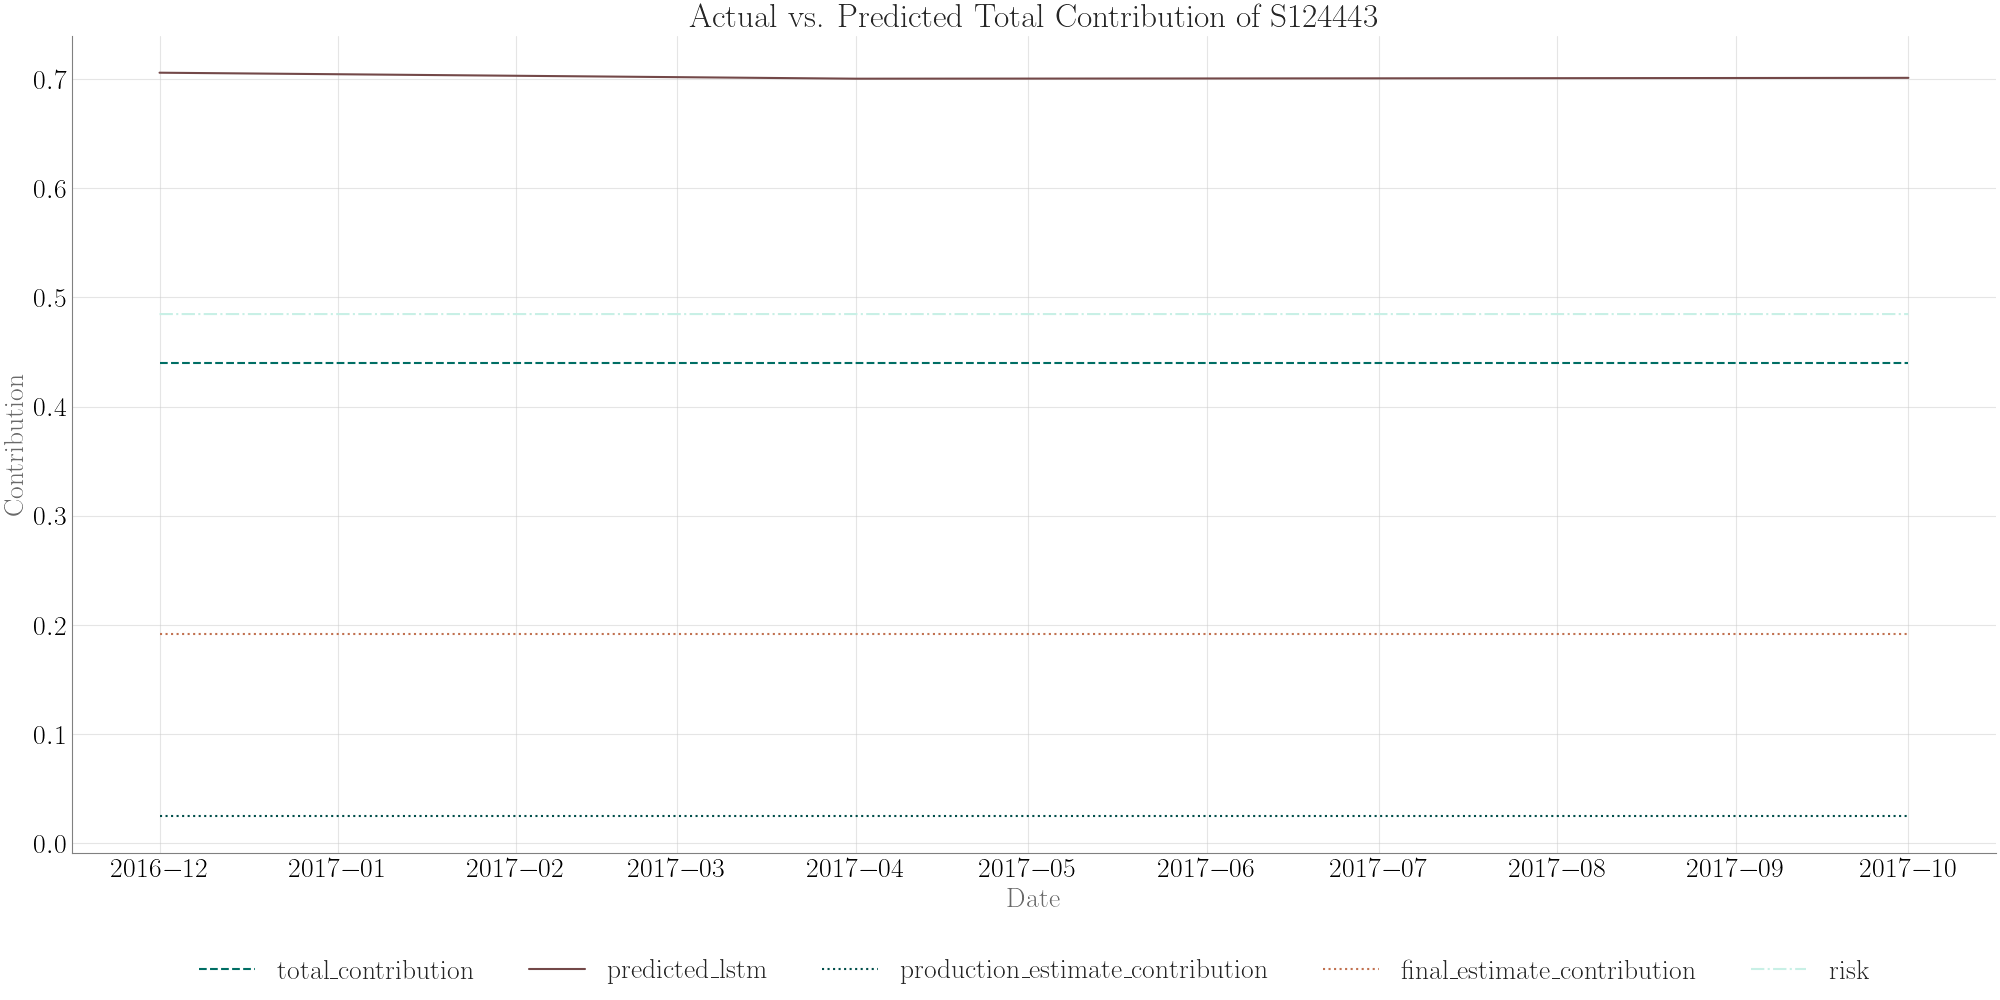 Actual vs. Predicted Total Contribution of S124443
0.7
0.6
0.5
0.4
0.3
0.2
0.1
0.0
Contribution
2016–12 2017–01 2017–02 2017–03 2017–04 2017–05 2017–06 2017–07 2017–08 2017–09 2017–10
Date
total_contribution predicted_lstm production_estimate_contribution final_estimate_contribution risk